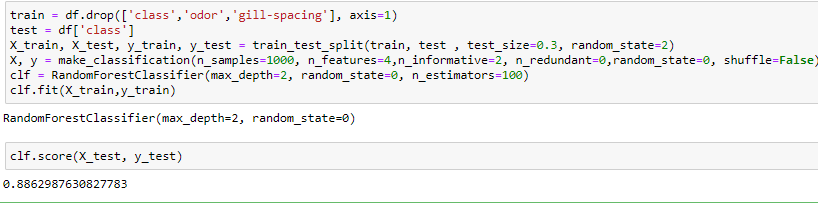 train = df.drop(['class','odor','gill-spacing'], axis=1)
test = df['class']
X_train, X_test, y_train, y_test = train_test_split(train, test , test_size=0.3, random_state=2)
X, y = make_classification(n_samples=1000, n_features=4,n_informative=2, n_redundant=0,random_state=0, shuffle=False)
clf = RandomForestClassifier(max_depth=2, random_state=0, n_estimators=100)
clf.fit(X_train,y_train)
RandomForestClassifier(max_depth=2, random_state=0)
clf.score(X_test, y_test)
0.8862987630827783